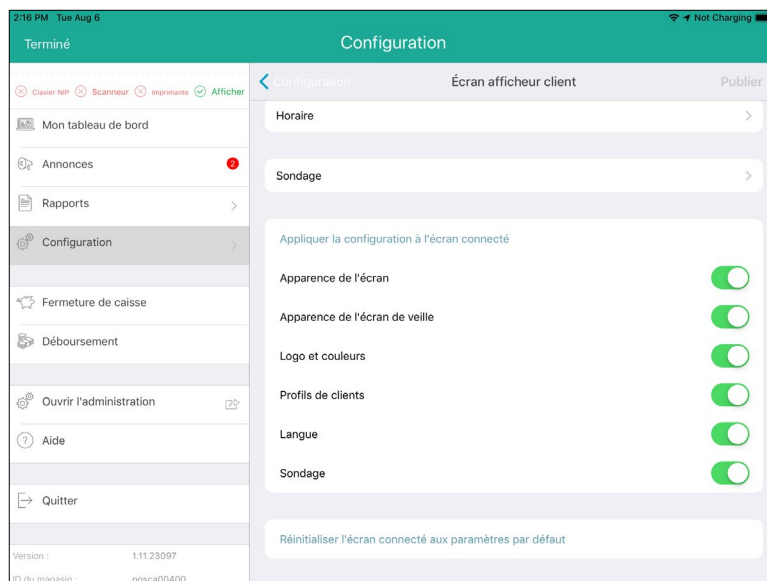 2:16 PM Tue Aug 6
Not Charging
Terminé
Configuration
Clavier NIP
Scanneur
Imprimante
Afficher
Configuration
Écran afficheur client
Publier
Mon tableau de bord
Annonces
2
Rapports
Configuration
Fermeture de caisse
Déboursement
Ouvrir l'administration
Aide
Quitter
Version :
1.11.23097
ID du magasin :
posca00400
Horaire
Sondage
Appliquer la configuration à l'écran connecté
Apparence de l'écran
Apparence de l'écran de veille
Logo et couleurs
Profils de clients
Langue
Sondage
Réinitialiser l'écran connecté aux paramètres par défaut